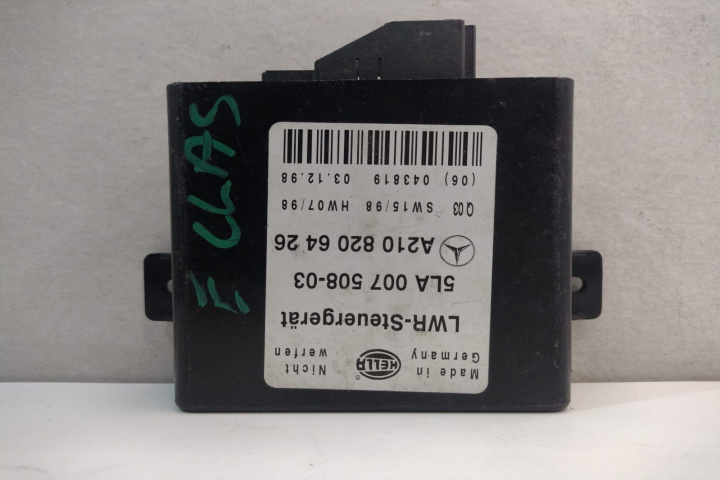 Made in
Germany
HELLA
®
Nicht
werfen
LWR-Steuergerät
5LA 007 508-03
A210 820 64 26
Q03 SW15/98 HW07/98
(06) 043819 03.12.98
E CLAS